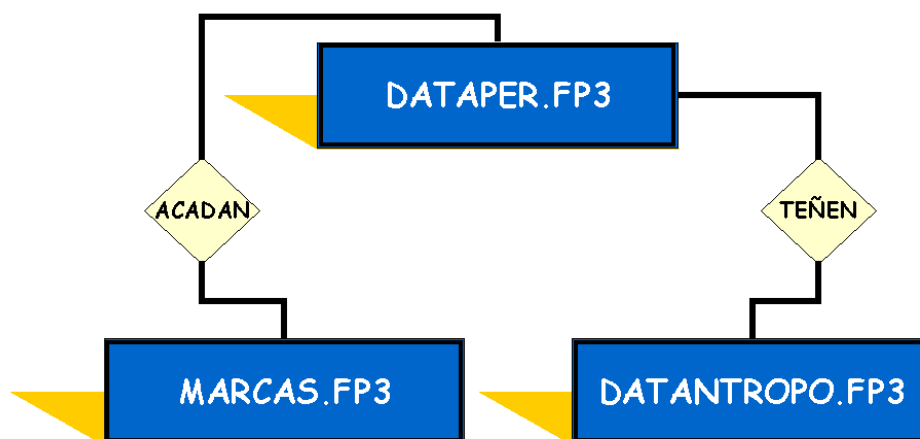 DATAPER.FP3
ACADAN
TEÑEN
MARCAS.FP3
DATANTROPO.FP3